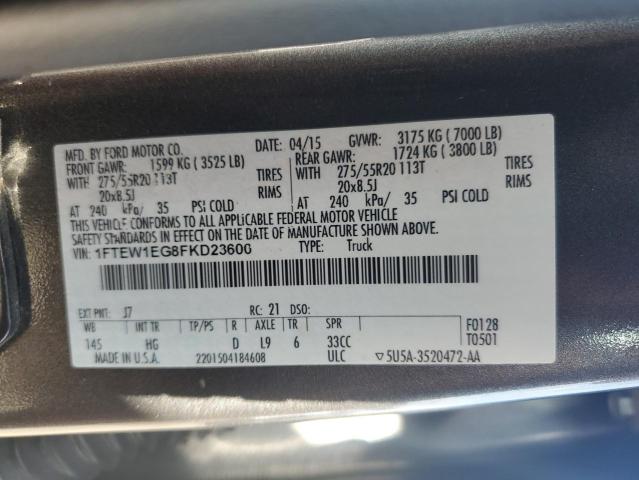 MFD. BY FORD MOTOR CO. DATE: 04/15 GVWR: 3175 KG ( 7000 LB)
FRONT GAWR: 1599 KG ( 3525 LB) REAR GAWR: 1724 KG ( 3800 LB)
WITH 275/55R20 113T TIRES WITH 275/55R20 113T TIRES
20x8.5J RIMS 20x8.5J RIMS
AT 240 kPa/ 35 PSI COLD AT 240 kPa/ 35 PSI COLD
THIS VEHICLE CONFORMS TO ALL APPLICABLE FEDERAL MOTOR VEHICLE
SAFETY STANDARDS IN EFFECT ON THE DATE OF MANUFACTURE SHOWN ABOVE.
VIN: 1FTEW1EG8FKD23600 TYPE: Truck
EXT PNT: J7 RC: 21 DSO:
WB INT TR TP/PS R AXLE TR SPR F0128
145 HG D L9 6 33CC T0501
MADE IN U.S.A. 2201504184608 ULC 5U5A-3520472-AA